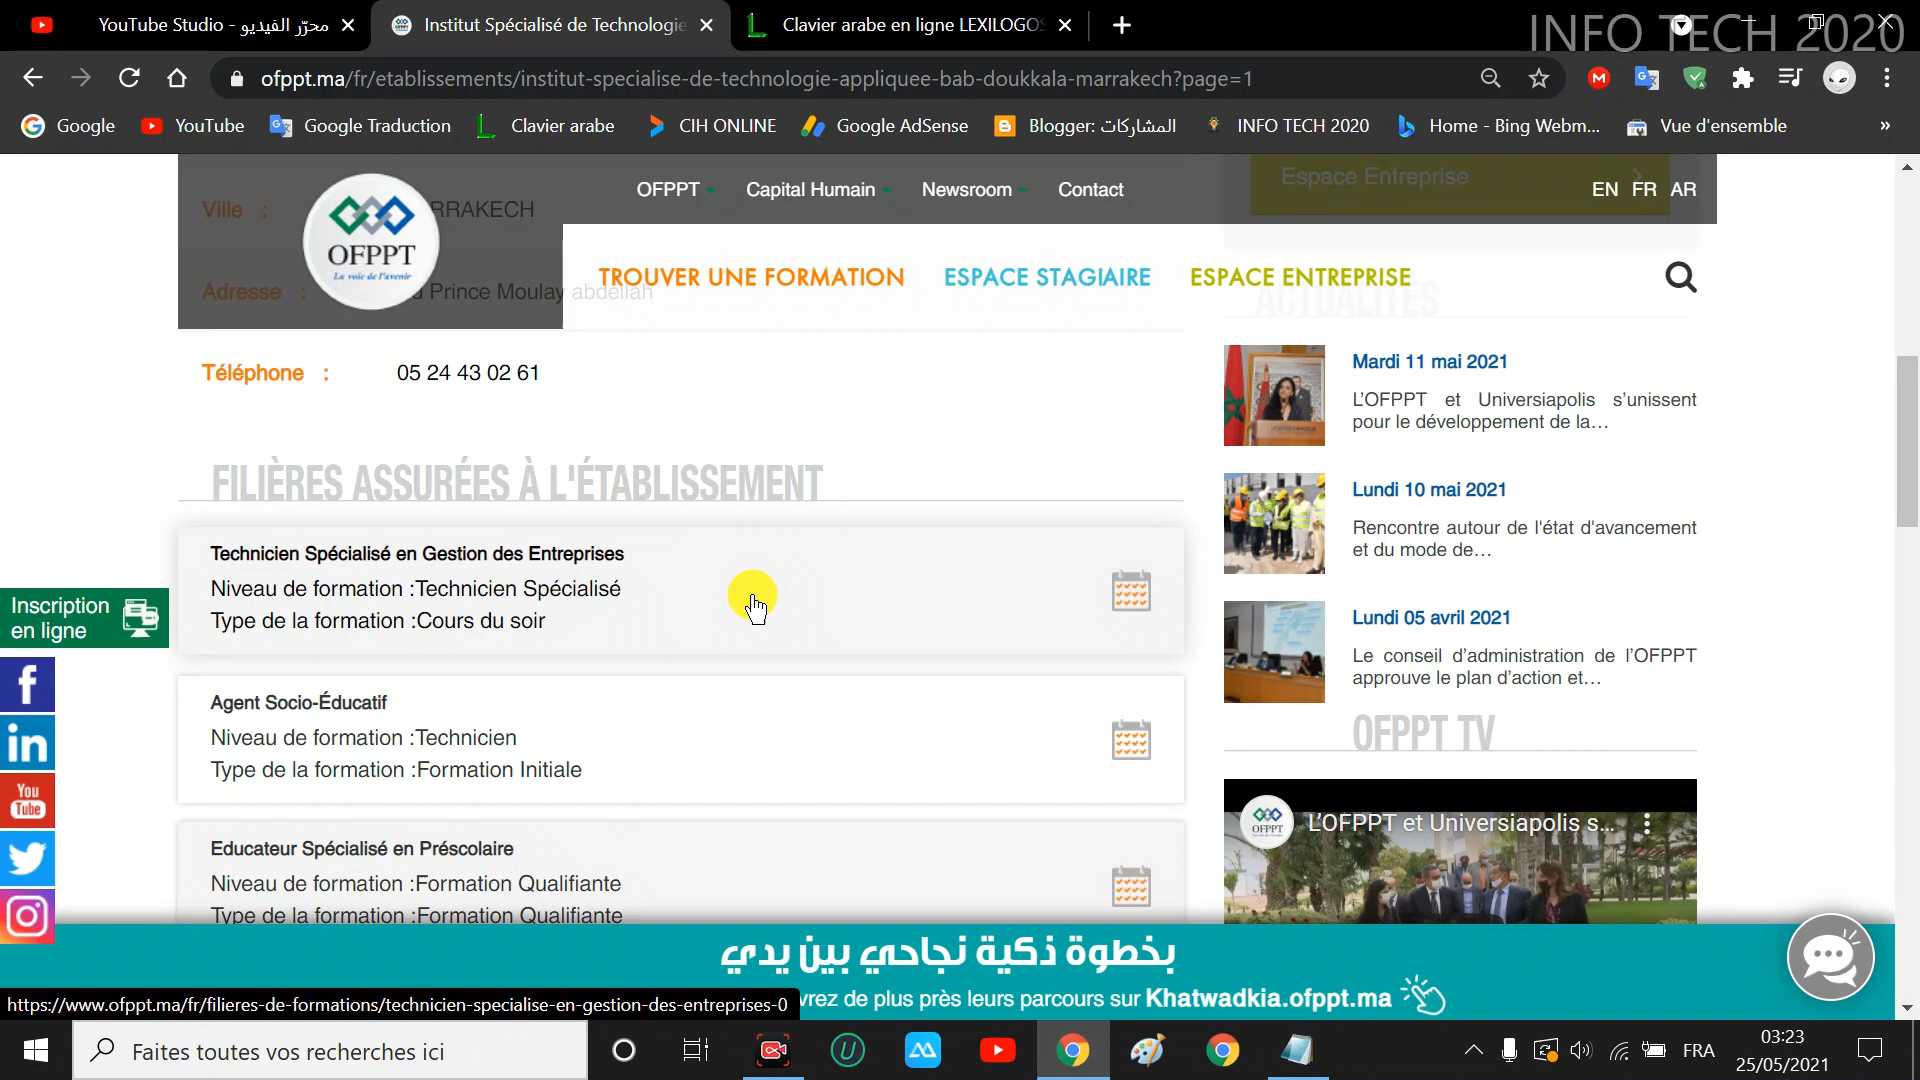 YouTube Studio - محرّر الفيديو
Institut Spécialisé de Technologie
Clavier arabe en ligne LEXILOGOS
INFO TECH 2020
ofppt.ma/fr/etablissements/institut-specialise-de-technologie-appliquee-bab-doukkala-marrakech?page=1
Google
YouTube
Google Traduction
Clavier arabe
CIH ONLINE
Google AdSense
Blogger: المشاركات
INFO TECH 2020
Home - Bing Webm...
Vue d'ensemble
»
OFPPT
Capital Humain
Newsroom
Contact
Espace Entreprise
EN FR AR
Ville :
RRAKECH
OFPPT
La voie de l'avenir
TROUVER UNE FORMATION
ESPACE STAGIAIRE
ESPACE ENTREPRISE
Adresse :
Prince Moulay abdellah
ACTUALITÉS
Téléphone :
05 24 43 02 61
FILIÈRES ASSURÉES À L'ÉTABLISSEMENT
Technicien Spécialisé en Gestion des Entreprises
Niveau de formation :Technicien Spécialisé
Type de la formation :Cours du soir
Agent Socio-Éducatif
Niveau de formation :Technicien
Type de la formation :Formation Initiale
Educateur Spécialisé en Préscolaire
Niveau de formation :Formation Qualifiante
Type de la formation :Formation Qualifiante
Mardi 11 mai 2021
L'OFPPT et Universiapolis s'unissent
pour le développement de la...
Lundi 10 mai 2021
Rencontre autour de l'état d'avancement
et du mode de...
Lundi 05 avril 2021
Le conseil d'administration de l'OFPPT
approuve le plan d'action et...
OFPPT TV
OFPPT
L'OFPPT et Universiapolis s...
Inscription
en ligne
f
in
You
Tube
بخطوة ذكية نجاحي بين يدي
vrez de plus près leurs parcours sur Khatwadkia.ofppt.ma
https://www.ofppt.ma/fr/filieres-de-formations/technicien-specialise-en-gestion-des-entreprises-0
Faites toutes vos recherches ici
FRA
03:23
25/05/2021